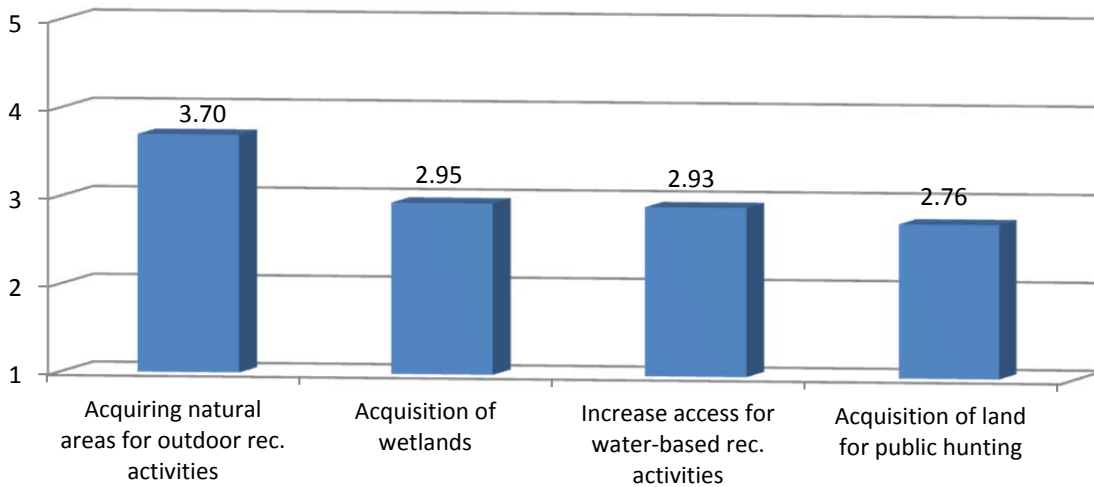 5
4
3
2
1
3.70
2.95
2.93
2.76
Acquiring natural
areas for outdoor rec.
activities
Acquisition of
wetlands
Increase access for
water-based rec.
activities
Acquisition of land
for public hunting